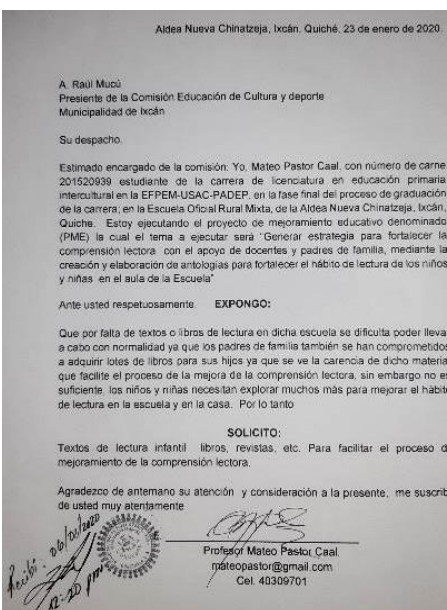 Aldea Nueva Chinatzeja, Ixcán. Quiché, 23 de enero de 2020.
A. Raúl Mucú
Presiente de la Comisión Educación de Cultura y deporte
Municipalidad de Ixcán
Su despacho.
Estimado encargado de la comisión: Yo, Mateo Pastor Caal, con número de carne
201520939 estudiante de la carrera de licenciatura en educación primaria
intercultural en la EFPEM-USAC-PADEP, en la fase final del proceso de graduación
de la carrera; en la Escuela Oficial Rural Mixta, de la Aldea Nueva Chinatzeja, Ixcán,
Quiche. Estoy ejecutando el proyecto de mejoramiento educativo denominado
(PME) la cual el tema a ejecutar será "Generar estrategia para fortalecer la
comprensión lectora con el apoyo de docentes y padres de familia, mediante la
creación y elaboración de antologías para fortalecer el hábito de lectura de los niños
y niñas en el aula de la Escuela"
Ante usted respetuosamente. EXPONGO:
Que por falta de textos o libros de lectura en dicha escuela se dificulta poder lleva
a cabo con normalidad ya que los padres de familia también se han comprometidos
a adquirir lotes de libros para sus hijos ya que se ve la carencia de dicho materia
que facilite el proceso de la mejora de la comprensión lectora, sin embargo no es
suficiente, los niños y niñas necesitan explorar muchos más para mejorar el hábit
de lectura en la escuela y en la casa. Por lo tanto
SOLICITO:
Textos de lectura infantil libros, revistas, etc. Para facilitar el proceso d
mejoramiento de la comprensión lectora.
Agradezco de antemano su atención y consideración a la presente, me suscrib
de usted muy atentamente
Profesor Mateo Pastor Caal
mateopastor@gmail.com
Cel. 40309701
Recibí: 2020
12:20 pm